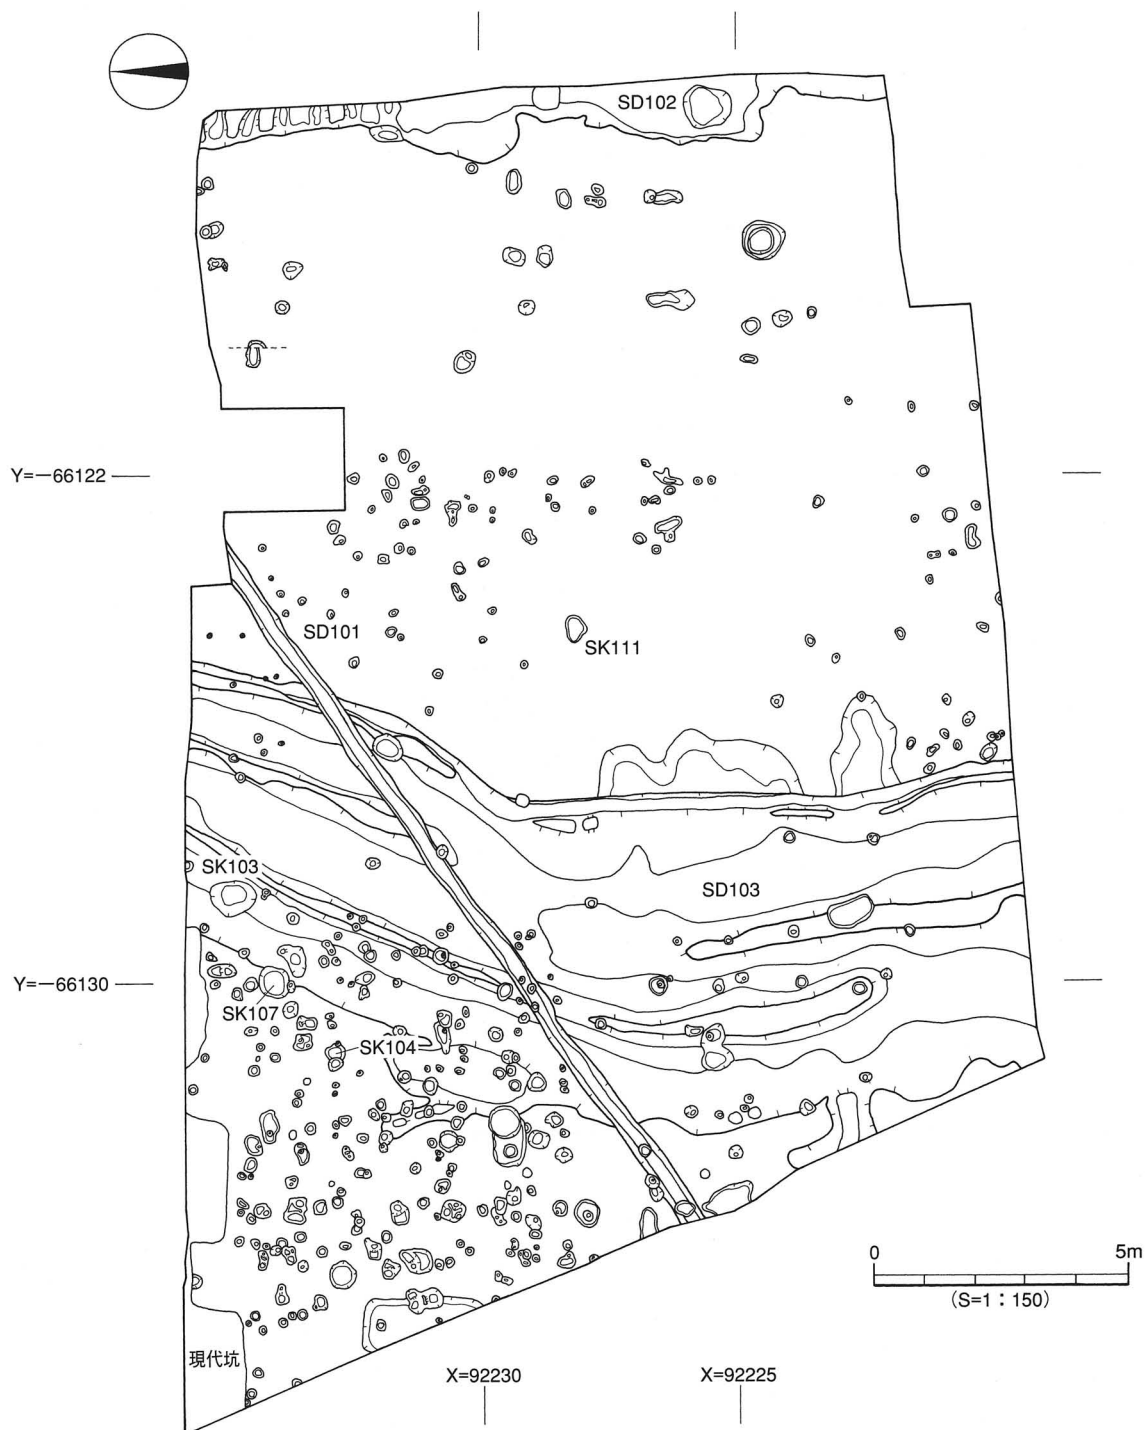 SD102
Y=－66122
SD101
SK111
SK103
SD103
Y=－66130
SK107
SK104
0 5m
(S=1：150)
現代坑
X=92230 X=92225